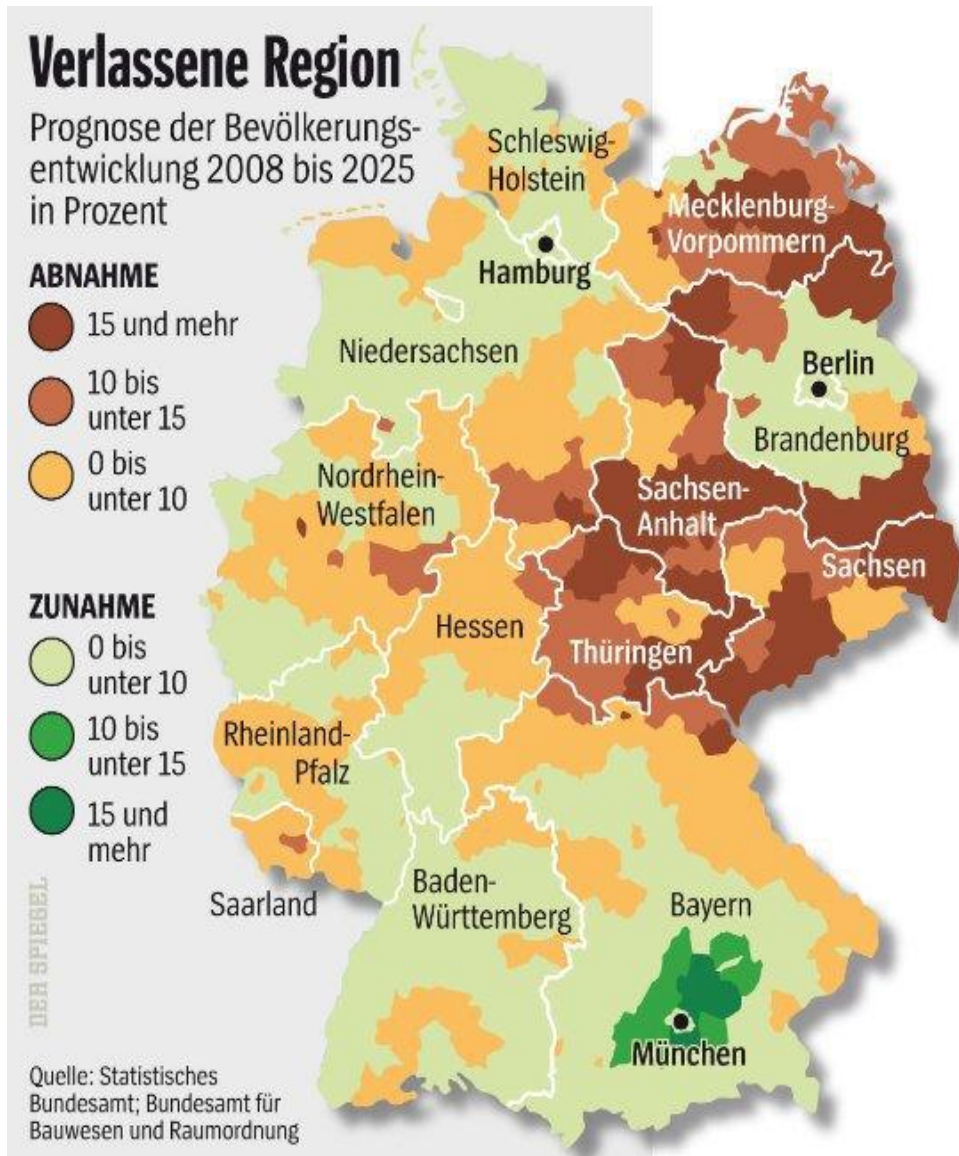 Verlassene Region
Prognose der Bevölkerungs-
entwicklung 2008 bis 2025
in Prozent
ABNAHME
15 und mehr
10 bis
unter 15
0 bis
unter 10
ZUNAHME
0 bis
unter 10
10 bis
unter 15
15 und
mehr
Schleswig-
Holstein
Mecklenburg-
Vorpommern
Hamburg
Niedersachsen
Berlin
Brandenburg
Nordrhein-
Westfalen
Sachsen-
Anhalt
Sachsen
Hessen
Thüringen
Rheinland-
Pfalz
Saarland
Baden-
Württemberg
Bayern
München
DER SPIEGEL
Quelle: Statistisches
Bundesamt; Bundesamt für
Bauwesen und Raumordnung